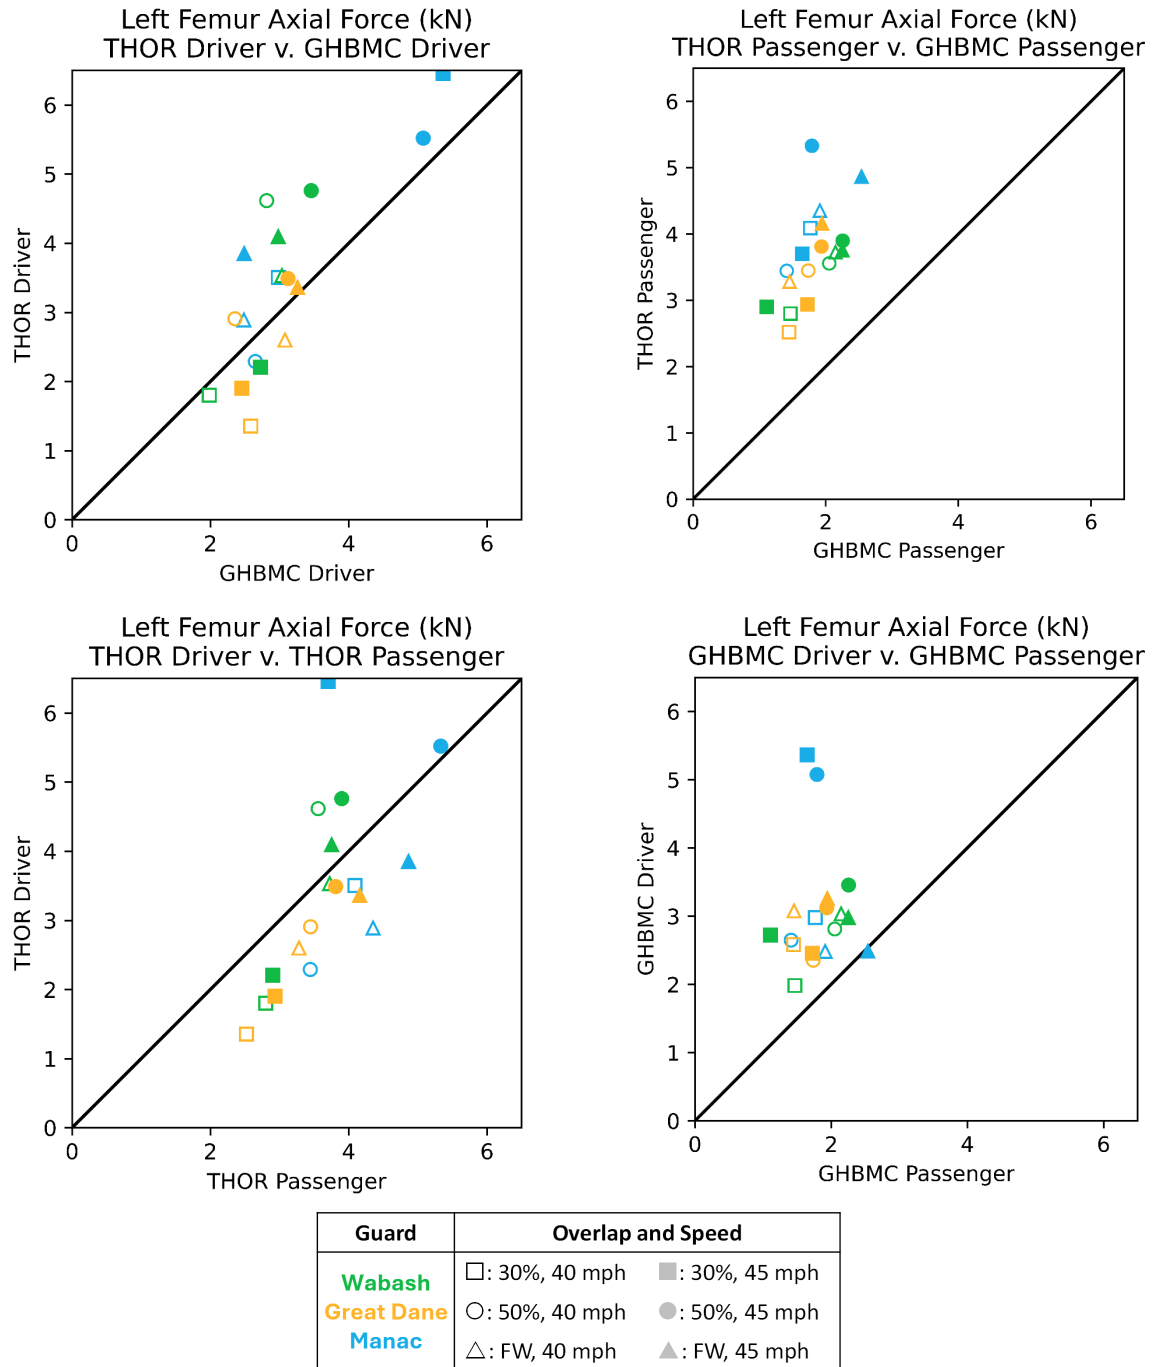 Left Femur Axial Force (kN)
THOR Driver v. GHBMC Driver
6
5
4
3
2
1
0
0 2 4 6
THOR Driver
GHBMC Driver
Left Femur Axial Force (kN)
THOR Passenger v. GHBMC Passenger
6
5
4
3
2
1
0
0 2 4 6
THOR Passenger
GHBMC Passenger
Left Femur Axial Force (kN)
THOR Driver v. THOR Passenger
6
5
4
3
2
1
0
0 2 4 6
THOR Driver
THOR Passenger
Left Femur Axial Force (kN)
GHBMC Driver v. GHBMC Passenger
6
5
4
3
2
1
0
0 2 4 6
GHBMC Driver
GHBMC Passenger
Guard Overlap and Speed
Wabash
Great Dane
Manac
: 30%, 40 mph : 30%, 45 mph
: 50%, 40 mph : 50%, 45 mph
: FW, 40 mph : FW, 45 mph